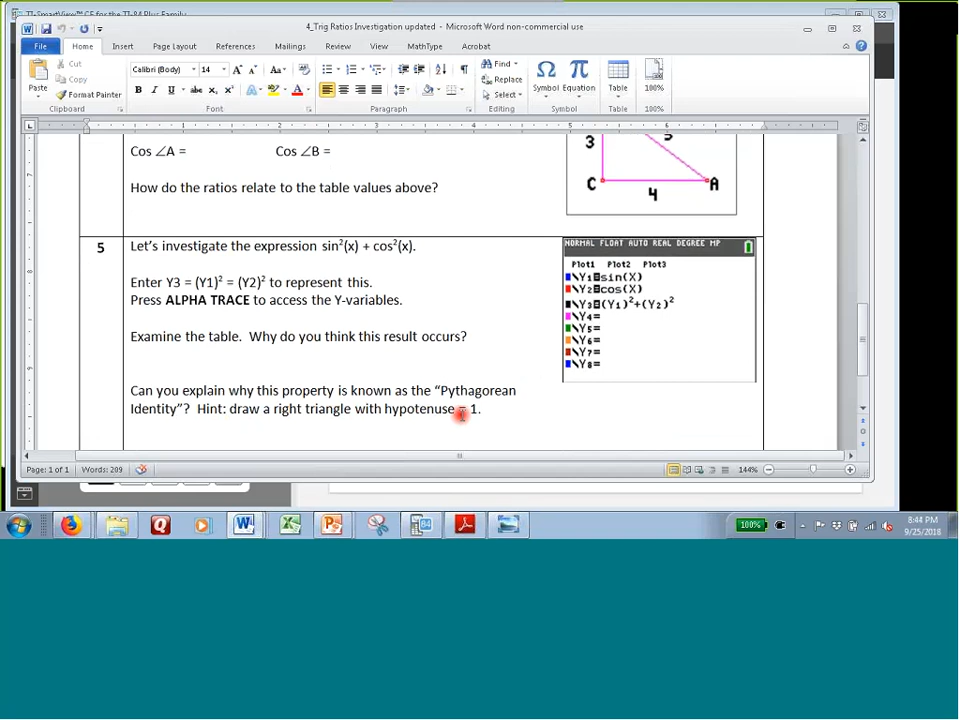 TI-SmartView™ CE for the TI-84 Plus Family
4_Trig Ratios Investigation updated - Microsoft Word non-commercial use
File Home Insert Page Layout References Mailings Review View MathType Acrobat
Paste
Cut
Copy
Format Painter
Clipboard
Calibri (Body) 14
Font
Paragraph
Find
Replace
Select
Editing
Symbol Equation
Symbol
Table
Table
100%
100%
Cos ∠A = Cos ∠B =
How do the ratios relate to the table values above?
3 5
C A
4
5 Let's investigate the expression sin²(x) + cos²(x).
Enter Y3 = (Y1)² = (Y2)² to represent this.
Press ALPHA TRACE to access the Y-variables.
Examine the table. Why do you think this result occurs?
Can you explain why this property is known as the "Pythagorean
Identity"? Hint: draw a right triangle with hypotenuse = 1.
NORMAL FLOAT AUTO REAL DEGREE MP
Plot1 Plot2 Plot3
\Y1=sin(X)
\Y2=cos(X)
\Y3=(Y1)²+(Y2)²
\Y4=
\Y5=
\Y6=
\Y7=
\Y8=
Page: 1 of 1 Words: 209 144%
100% 8:44 PM
9/25/2018